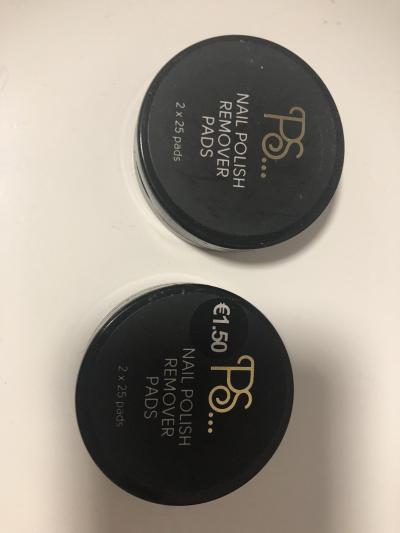 PS...
NAIL POLISH
REMOVER
PADS
2 x 25 pads
€1.50
PS...
NAIL POLISH
REMOVER
PADS
2 x 25 pads